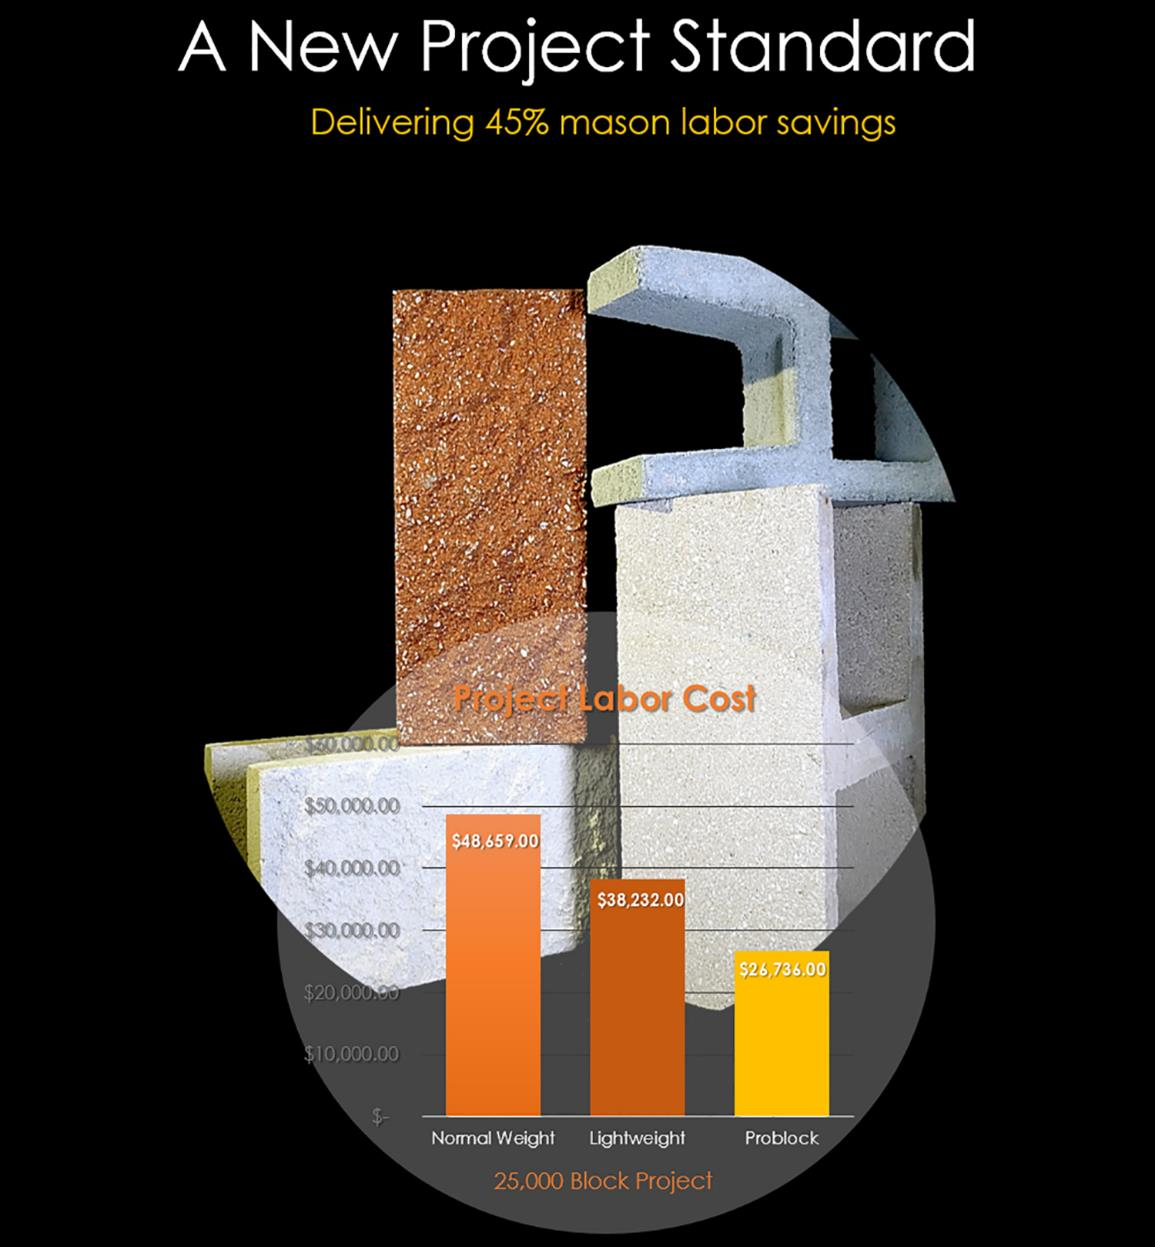 A New Project Standard
Delivering 45% mason labor savings
Project Labor Cost
$60,000.00
$50,000.00
$48,659.00
$40,000.00
$38,232.00
$30,000.00
$26,736.00
$20,000.00
$10,000.00
$-
Normal Weight Lightweight Problock
25,000 Block Project